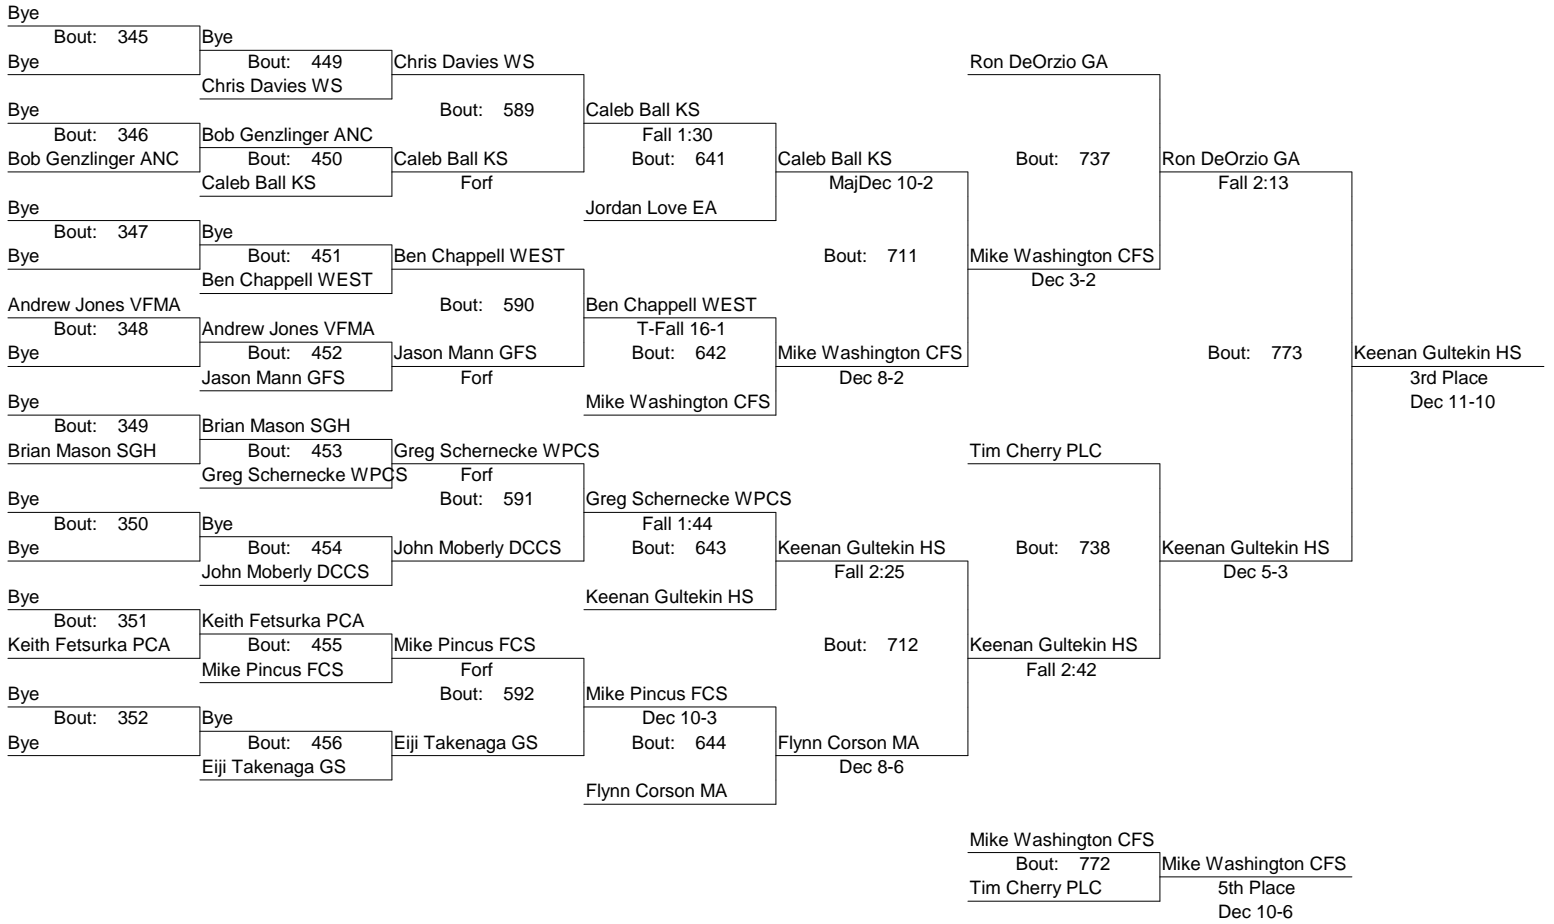 Bye
Bout: 345
Bye
Bye
Bout: 449
Chris Davies WS
Chris Davies WS
Bye
Bout: 346
Bob Genzlinger ANC
Bob Genzlinger ANC
Bout: 450
Caleb Ball KS
Bout: 589
Caleb Ball KS
Forf
Caleb Ball KS
Fall 1:30
Bout: 641
Jordan Love EA
Caleb Ball KS
MajDec 10-2
Bye
Bout: 347
Bye
Bye
Bout: 451
Ben Chappell WEST
Ben Chappell WEST
Andrew Jones VFMA
Bout: 348
Bye
Andrew Jones VFMA
Bout: 452
Jason Mann GFS
Bout: 590
Jason Mann GFS
Forf
Ben Chappell WEST
T-Fall 16-1
Bout: 642
Mike Washington CFS
Mike Washington CFS
Dec 8-2
Bout: 711
Mike Washington CFS
Dec 3-2
Ron DeOrzio GA
Bout: 737
Ron DeOrzio GA
Fall 2:13
Bye
Bout: 349
Brian Mason SGH
Brian Mason SGH
Bout: 453
Greg Schernecke WPCS
Greg Schernecke WPCS
Forf
Bout: 591
Bye
Bout: 350
Bye
Bye
Bout: 454
John Moberly DCCS
John Moberly DCCS
Greg Schernecke WPCS
Fall 1:44
Bout: 643
Keenan Gultekin HS
Keenan Gultekin HS
Fall 2:25
Bye
Bout: 351
Keith Fetsurka PCA
Keith Fetsurka PCA
Bout: 455
Mike Pincus FCS
Mike Pincus FCS
Forf
Bout: 592
Bye
Bout: 352
Bye
Bye
Bout: 456
Eiji Takenaga GS
Eiji Takenaga GS
Mike Pincus FCS
Dec 10-3
Bout: 644
Flynn Corson MA
Flynn Corson MA
Dec 8-6
Bout: 712
Keenan Gultekin HS
Fall 2:42
Tim Cherry PLC
Bout: 738
Keenan Gultekin HS
Dec 5-3
Bout: 773
Keenan Gultekin HS
3rd Place
Dec 11-10
Mike Washington CFS
Bout: 772
Tim Cherry PLC
Mike Washington CFS
5th Place
Dec 10-6